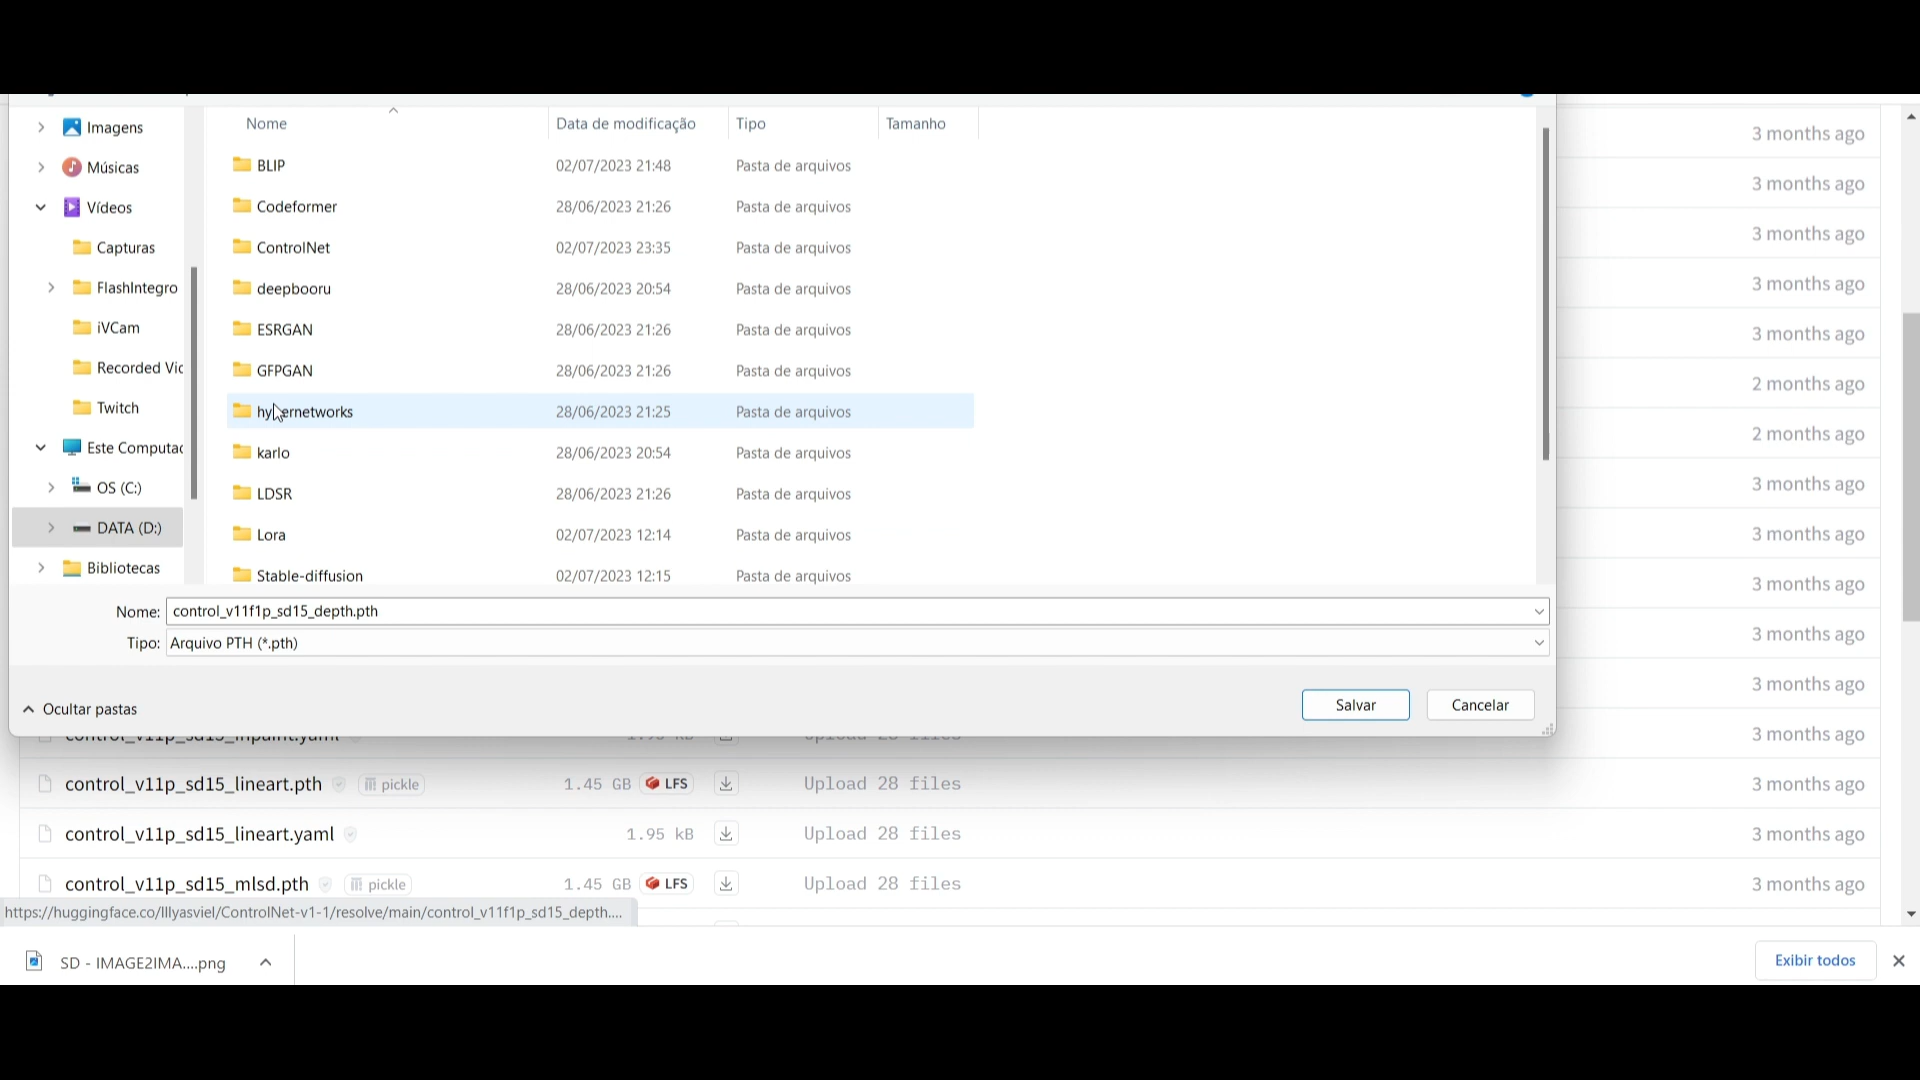 Imagens
Músicas
Vídeos
Capturas
FlashIntegro
iVCam
Recorded Vic
Twitch
Este Computac
OS (C:)
DATA (D:)
Bibliotecas
Nome Data de modificação Tipo Tamanho
BLIP 02/07/2023 21:48 Pasta de arquivos
Codeformer 28/06/2023 21:26 Pasta de arquivos
ControlNet 02/07/2023 23:35 Pasta de arquivos
deepbooru 28/06/2023 20:54 Pasta de arquivos
ESRGAN 28/06/2023 21:26 Pasta de arquivos
GFPGAN 28/06/2023 21:26 Pasta de arquivos
hypernetworks 28/06/2023 21:25 Pasta de arquivos
karlo 28/06/2023 20:54 Pasta de arquivos
LDSR 28/06/2023 21:26 Pasta de arquivos
Lora 02/07/2023 12:14 Pasta de arquivos
Stable-diffusion 02/07/2023 12:15 Pasta de arquivos
Nome: control_v11f1p_sd15_depth.pth
Tipo: Arquivo PTH (*.pth)
Ocultar pastas
Salvar Cancelar
3 months ago
3 months ago
3 months ago
3 months ago
3 months ago
2 months ago
2 months ago
3 months ago
3 months ago
3 months ago
3 months ago
3 months ago
control_v11p_sd15_inpaint.yaml 3 months ago
control_v11p_sd15_lineart.pth pickle 1.45 GB LFS Upload 28 files 3 months ago
control_v11p_sd15_lineart.yaml 1.95 kB Upload 28 files 3 months ago
control_v11p_sd15_mlsd.pth pickle 1.45 GB LFS Upload 28 files 3 months ago
https://huggingface.co/lllyasviel/ControlNet-v1-1/resolve/main/control_v11f1p_sd15_depth....
SD - IMAGE2IMA....png
Exibir todos